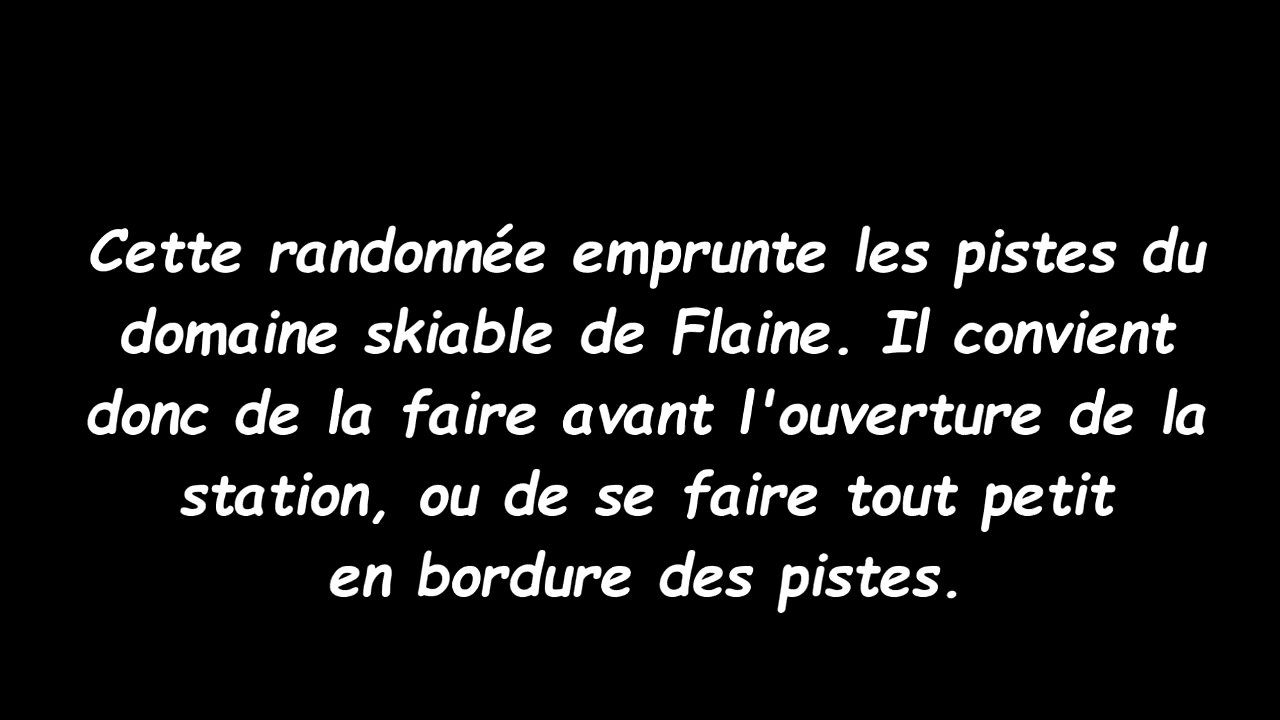 Cette randonnée emprunte les pistes du
domaine skiable de Flaine. Il convient
donc de la faire avant l'ouverture de la
station, ou de se faire tout petit
en bordure des pistes.